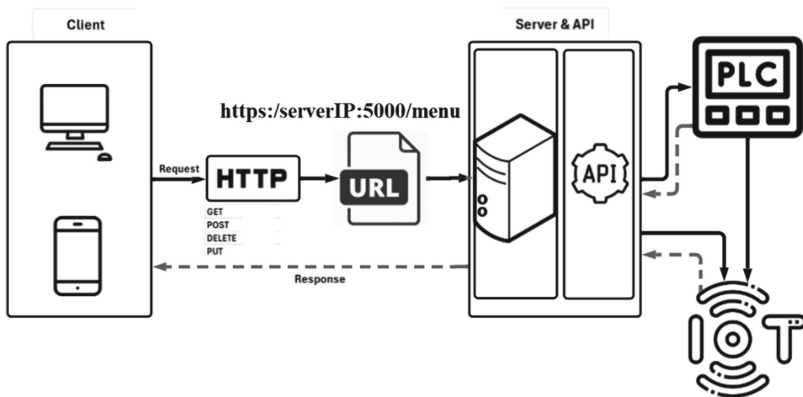 Client
Server & API
PLC
https:/serverIP:5000/menu
Request
HTTP
URL
API
GET
POST
DELETE
PUT
Response
IOT